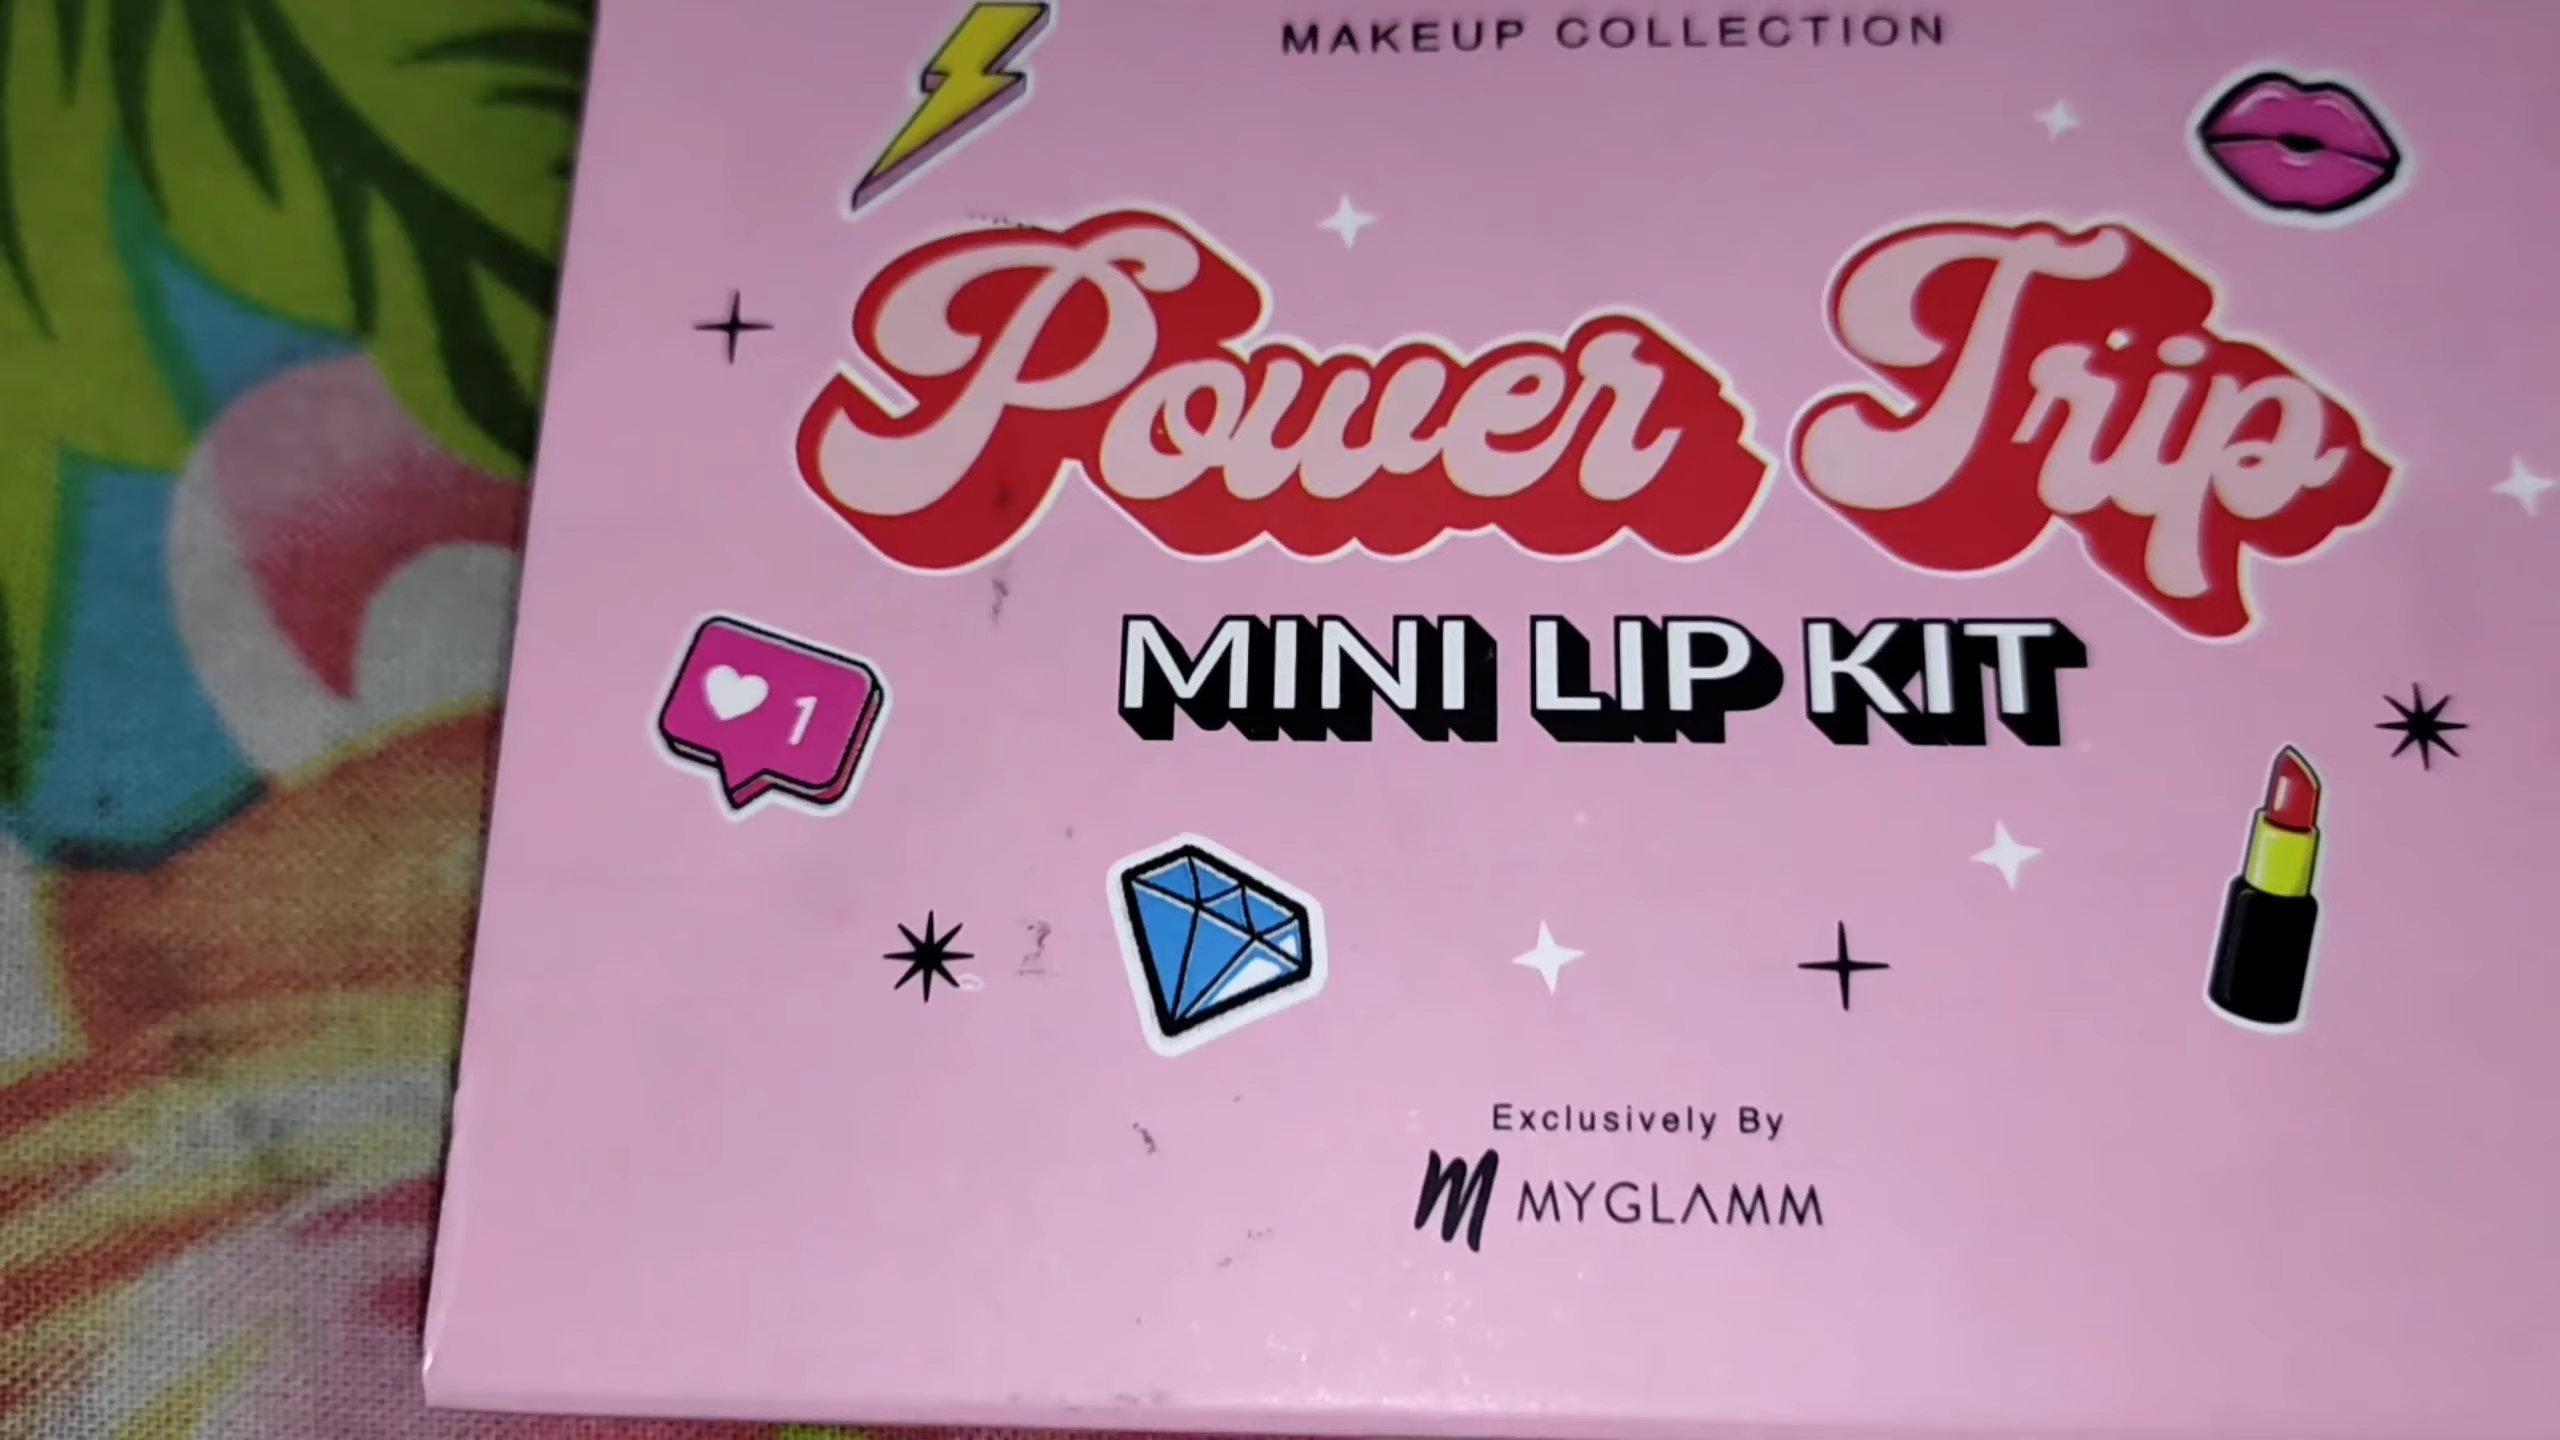 MAKEUP COLLECTION
Power Trip
MINI LIP KIT
1
Exclusively By
M MYGLAMM